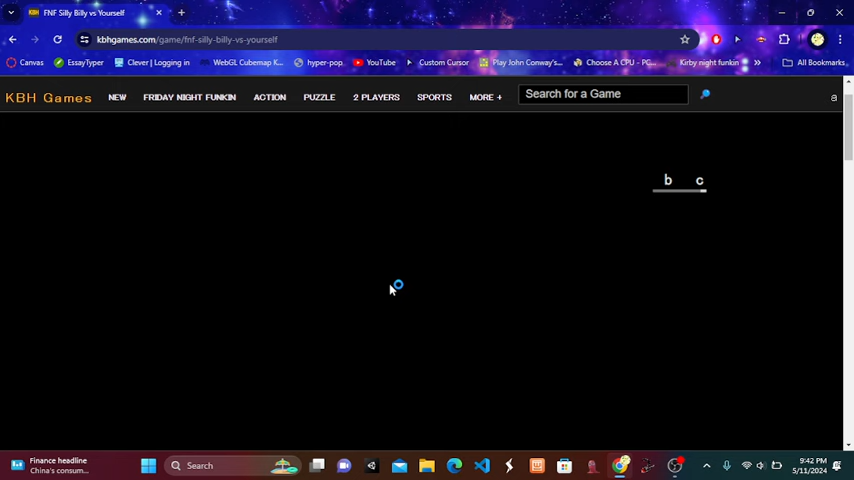 FNF Silly Billy vs Yourself
kbhgames.com/game/fnf-silly-billy-vs-yourself
Canvas EssayTyper Clever | Logging in WebGL Cubemap K... hyper-pop YouTube Custom Cursor Play John Conway's... Choose A CPU - PC... Kirby night funkin » All Bookmarks
KBH Games NEW FRIDAY NIGHT FUNKIN ACTION PUZZLE 2 PLAYERS SPORTS MORE + Search for a Game a
b c
Finance headline
China's consum...
Search
9:42 PM
5/11/2024